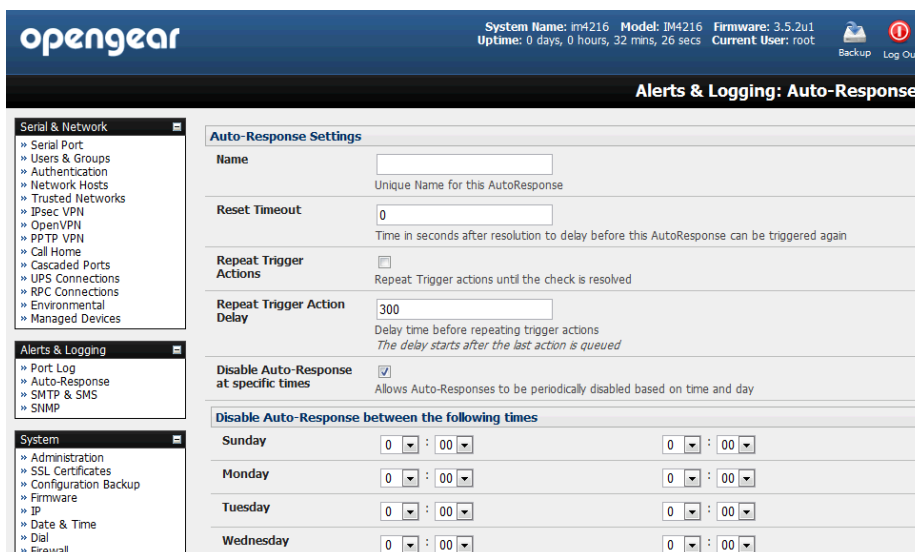 opengear
System Name: im4216 Model: IM4216 Firmware: 3.5.2u1
Uptime: 0 days, 0 hours, 32 mins, 26 secs Current User: root
Backup
Log Ou
Alerts & Logging: Auto-Response
Serial & Network
» Serial Port
» Users & Groups
» Authentication
» Network Hosts
» Trusted Networks
» IPsec VPN
» OpenVPN
» PPTP VPN
» Call Home
» Cascaded Ports
» UPS Connections
» RPC Connections
» Environmental
» Managed Devices
Alerts & Logging
» Port Log
» Auto-Response
» SMTP & SMS
» SNMP
System
» Administration
» SSL Certificates
» Configuration Backup
» Firmware
» IP
» Date & Time
» Dial
» Firewall
Auto-Response Settings
Name
Unique Name for this AutoResponse
Reset Timeout
0
Time in seconds after resolution to delay before this AutoResponse can be triggered again
Repeat Trigger
Actions
Repeat Trigger actions until the check is resolved
Repeat Trigger Action
Delay
300
Delay time before repeating trigger actions
The delay starts after the last action is queued
Disable Auto-Response
at specific times
Allows Auto-Responses to be periodically disabled based on time and day
Disable Auto-Response between the following times
Sunday 0 : 00 0 : 00
Monday 0 : 00 0 : 00
Tuesday 0 : 00 0 : 00
Wednesday 0 : 00 0 : 00